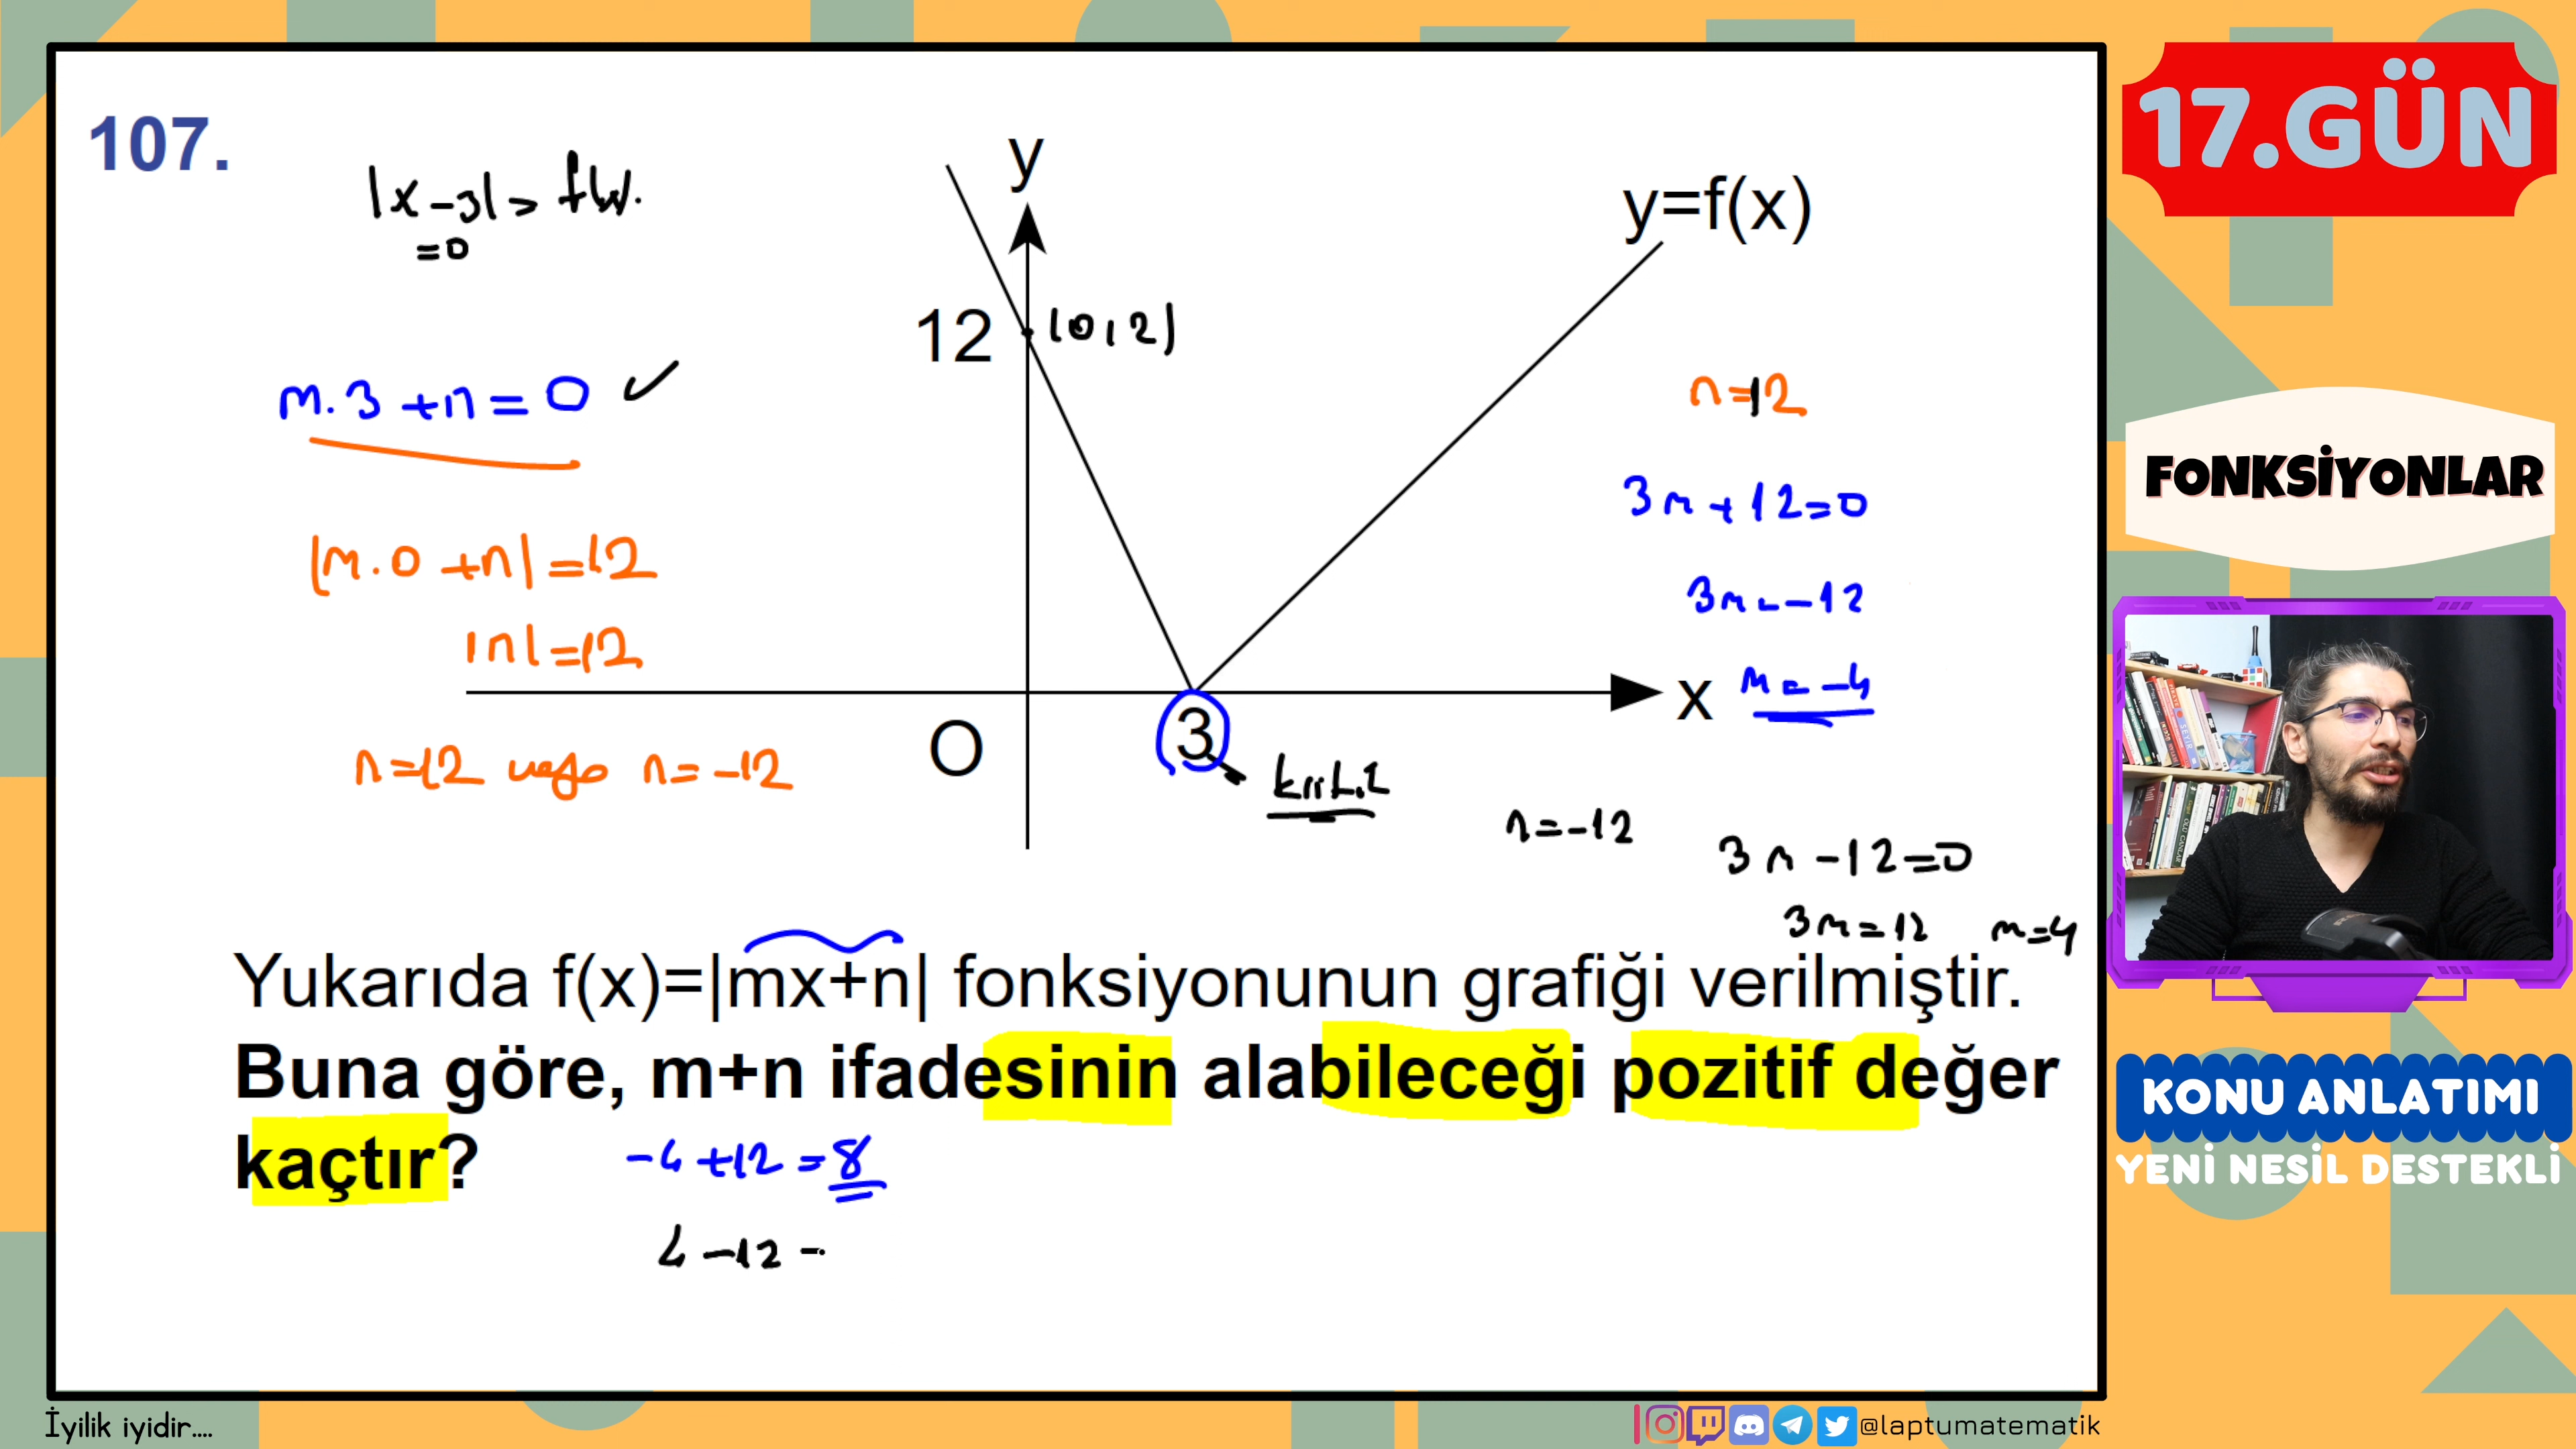 107.
|x-3| = f(x).
=0
y
y=f(x)
12
(0,12)
m.3 +n = 0 ✓
n=12
3m + 12=0
|m.0 +n| =12
3m=-12
|n| =12
x
m = -4
O
3
n=12 veya n= -12
n=-12
3m -12=0
3m=12 m=4
Yukarıda f(x)=|mx+n| fonksiyonunun grafiği verilmiştir.
Buna göre, m+n ifadesinin alabileceği pozitif değer
kaçtır?
-4 +12 = 8
4 -12 -
17.GÜN
FONKSİYONLAR
KONU ANLATIMI
YENİ NESİL DESTEKLİ
İyilik iyidir....
@laptumatematik